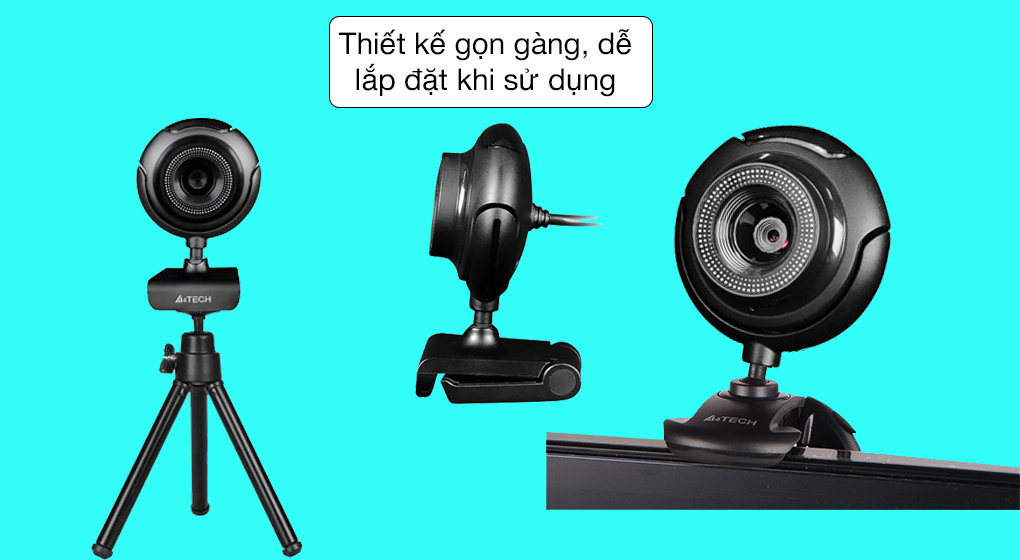 Thiết kế gọn gàng, dễ
lắp đặt khi sử dụng
A4TECH
A4TECH